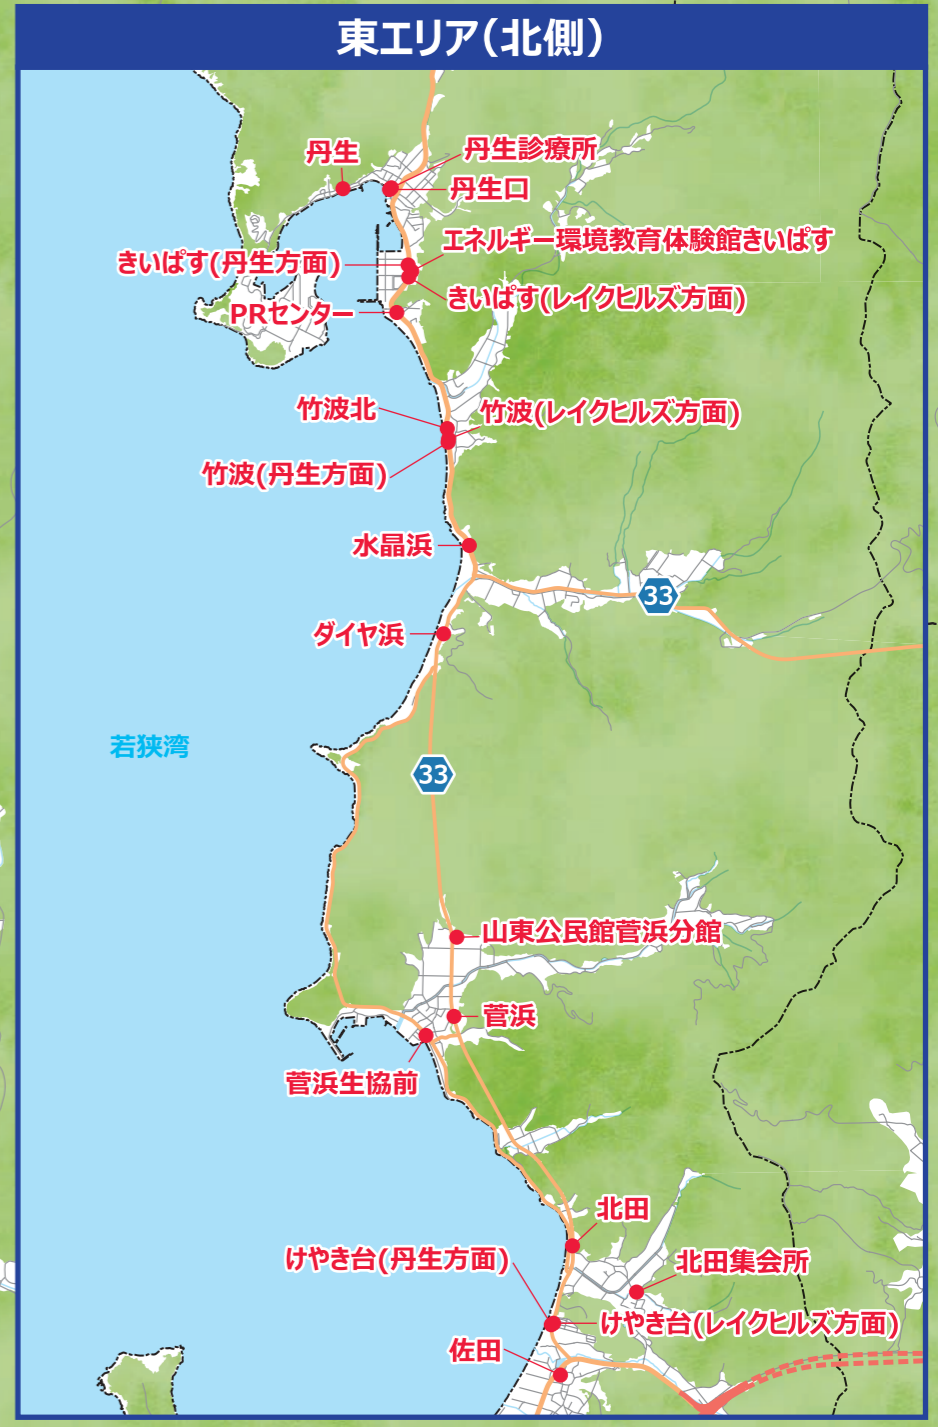 東エリア(北側)
丹生
丹生診療所
丹生口
エネルギー環境教育体験館きいぱす
きいぱす(丹生方面)
きいぱす(レイクヒルズ方面)
PRセンター
竹波北
竹波(レイクヒルズ方面)
竹波(丹生方面)
水晶浜
33
ダイヤ浜
若狭湾
33
山東公民館菅浜分館
菅浜
菅浜生協前
北田
けやき台(丹生方面)
北田集会所
けやき台(レイクヒルズ方面)
佐田